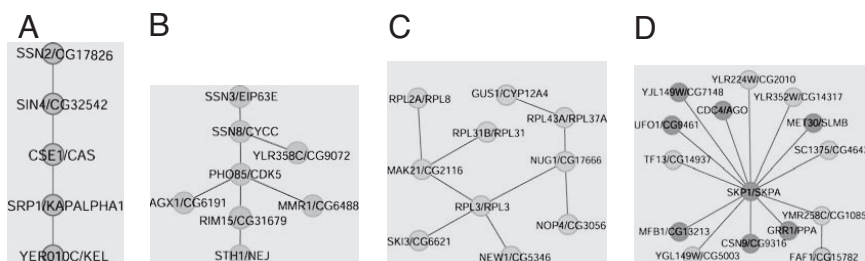 A
SSN2/CG17826
SIN4/CG32542
CSE1/CAS
SRP1/KAPALPHA1
YER010C/KEL
B
SSN3/EIP63E
SSN8/CYCC
YLR358C/CG9072
PHO85/CDK5
AGX1/CG6191
MMR1/CG6488
RIM15/CG31679
STH1/NEJ
C
RPL2A/RPL8
GUS1/CYP12A4
RPL43A/RPL37A
RPL31B/RPL31
MAK21/CG2116
NUG1/CG17666
RPL3/RPL3
NOP4/CG3056
SKI3/CG6621
NEW1/CG5346
D
YLR224W/CG2010
YJL149W/CG7148
YLR352W/CG14317
CDC4/AGO
UFO1/CG9461
MET30/SLMB
SC1375/CG4643
TF13/CG14937
SKP1/SKPA
YMR258C/CG1085
MFB1/CG13213
GRR1/PPA
CSN9/CG9316
YGL149W/CG5003
FAF1/CG15782